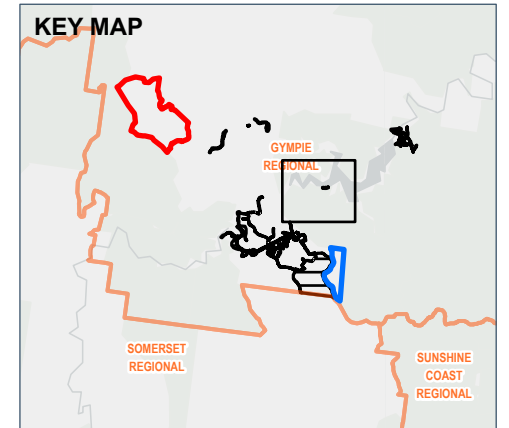 KEY MAP
GYMPIE
REGIONAL
SOMERSET
REGIONAL
SUNSHINE
COAST
REGIONAL